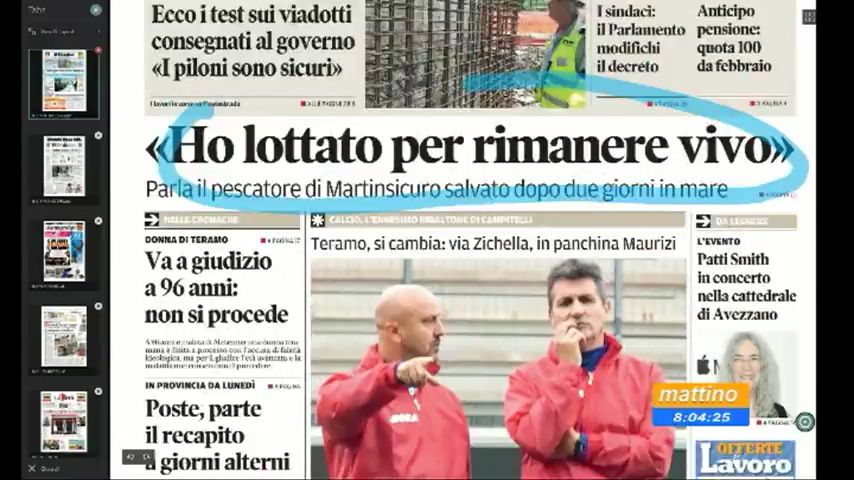 Ecco i test sui viadotti
consegnati al governo
«I piloni sono sicuri»
I sindaci:
il Parlamento
modifichi
il decreto
Anticipo
pensione:
quota 100
da febbraio
«Ho lottato per rimanere vivo»
Parla il pescatore di Martinsicuro salvato dopo due giorni in mare
NELLE CRONACHE
CALCIO, L'ENNESIMO RIBALTONE DI CAMPITELLI
DA LEGGERE
DONNA DI TERAMO
Va a giudizio
a 96 anni:
non si procede
Teramo, si cambia: via Zichella, in panchina Maurizi
L'EVENTO
Patti Smith
in concerto
nella cattedrale
di Avezzano
IN PROVINCIA DA LUNEDÌ
Poste, parte
il recapito
a giorni alterni
mattino
8:04:25
OFFERTE
Lavoro